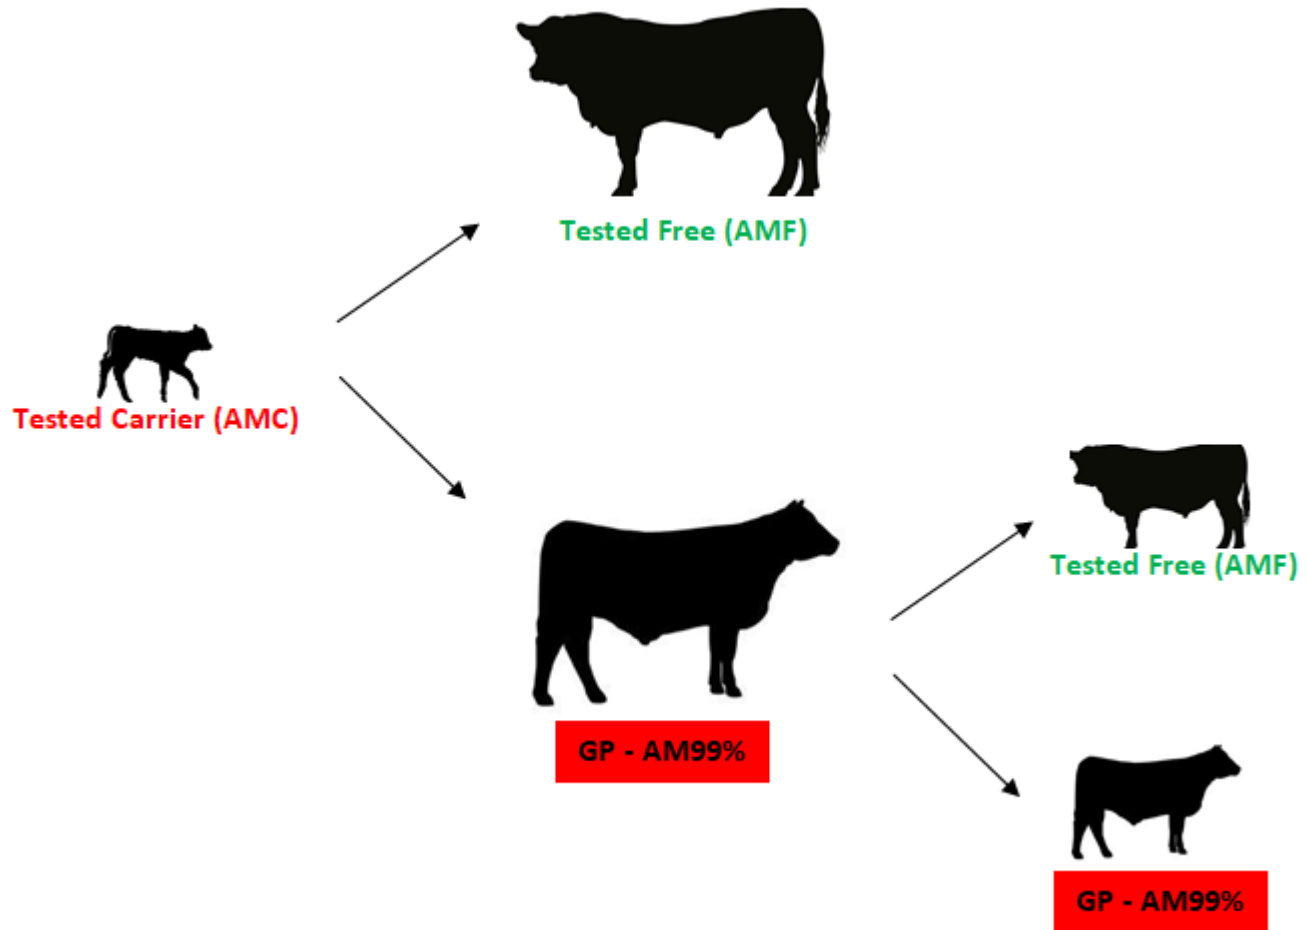 Tested Free (AMF)
Tested Carrier (AMC)
Tested Free (AMF)
GP - AM99%
GP - AM99%